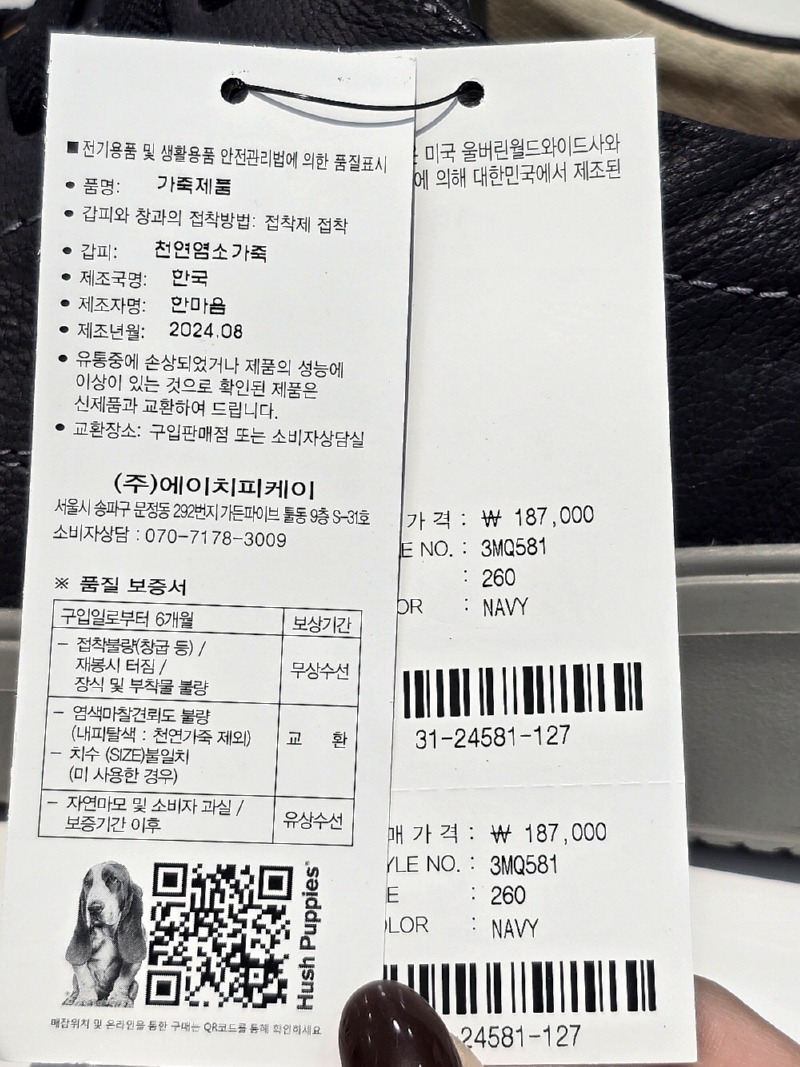 ■ 전기용품 및 생활용품 안전관리법에 의한 품질표시
• 품명: 가죽제품
• 갑피와 창과의 접착방법: 접착제 접착
• 갑피: 천연염소가죽
• 제조국명: 한국
• 제조자명: 한마음
• 제조년월: 2024.08
• 유통중에 손상되었거나 제품의 성능에
이상이 있는 것으로 확인된 제품은
신제품과 교환하여 드립니다.
• 교환장소: 구입판매점 또는 소비자상담실
(주)에이치피케이
서울시 송파구 문정동 292번지 가든파이브 툴동 9층 S-31호
소비자상담 : 070-7178-3009
※ 품질 보증서
구입일로부터 6개월 보상기간
- 접착불량(창굽 등) /
재봉시 터짐 /
장식 및 부착물 불량
무상수선
- 염색마찰견뢰도 불량
(내피탈색 : 천연가죽 제외)
- 치수 (SIZE)불일치
(미 사용한 경우)
교 환
- 자연마모 및 소비자 과실 /
보증기간 이후
유상수선
Hush Puppies®
매장위치 및 온라인을 통한 구매는 QR코드를 통해 확인하세요
미국 울버린월드와이드사와
에 의해 대한민국에서 제조된
가 격 : ₩ 187,000
E NO. : 3MQ581
: 260
OR : NAVY
31-24581-127
매 가 격 : ₩ 187,000
YLE NO. : 3MQ581
E : 260
LOR : NAVY
-24581-127